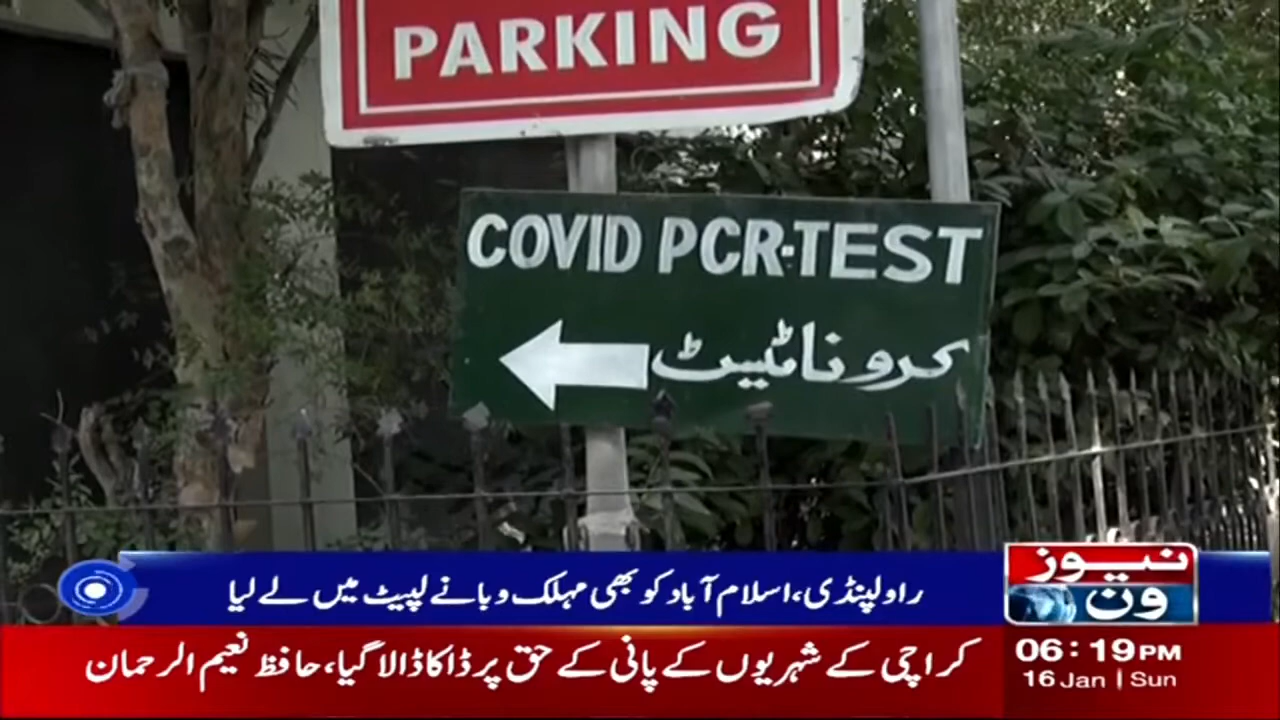 PARKING
COVID PCR-TEST
کرونا ٹیسٹ
راولپنڈی، اسلام آباد کو بھی مہلک وبا نے لپیٹ میں لے لیا
نیوز
ون
کراچی کے شہریوں کے پانی کے حق پر ڈاکا ڈالا گیا، حافظ نعیم الرحمان
06:19 PM
16 Jan | Sun